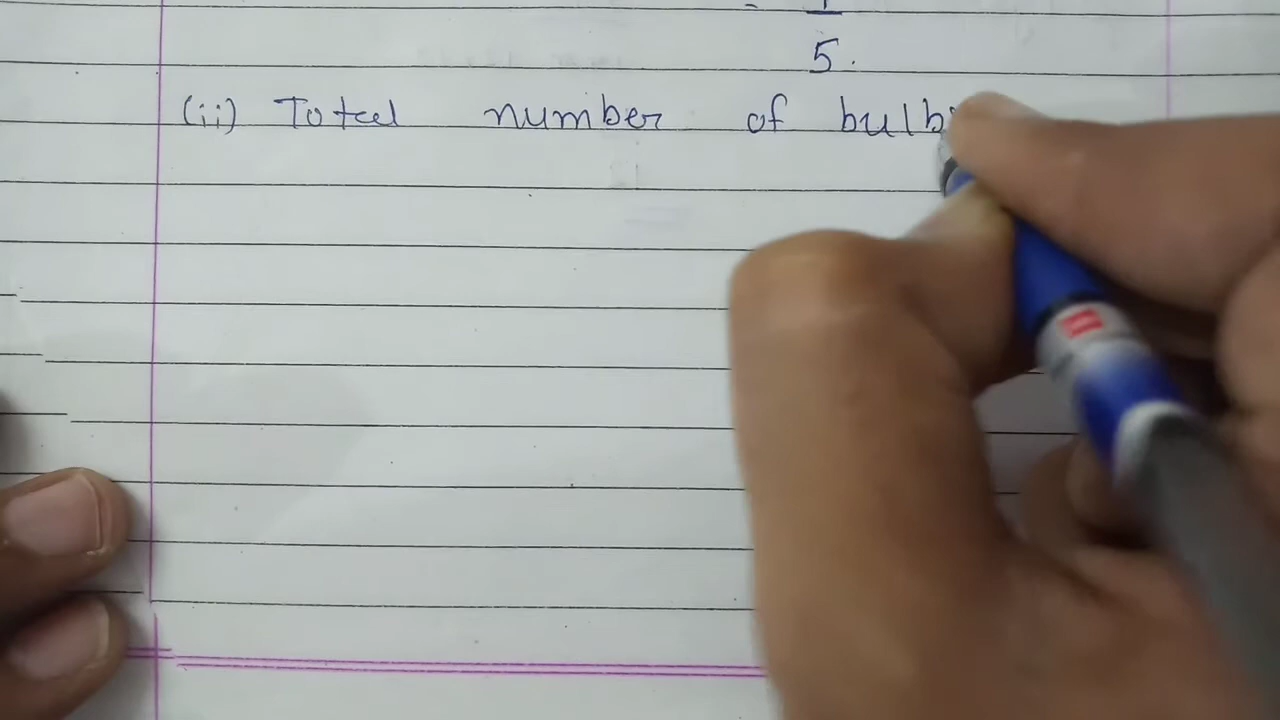 5.
(ii) Total number of bulb